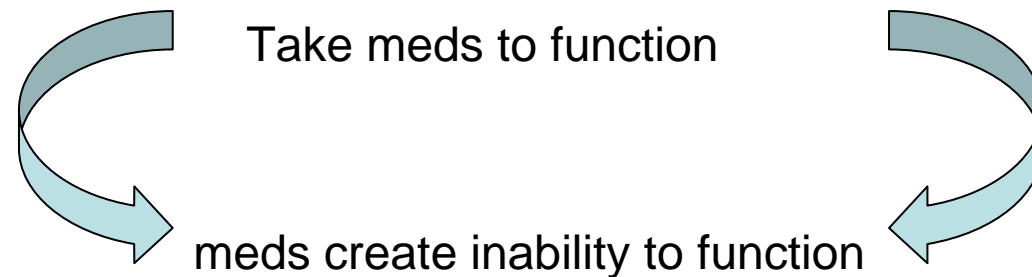 Take meds to function
meds create inability to function